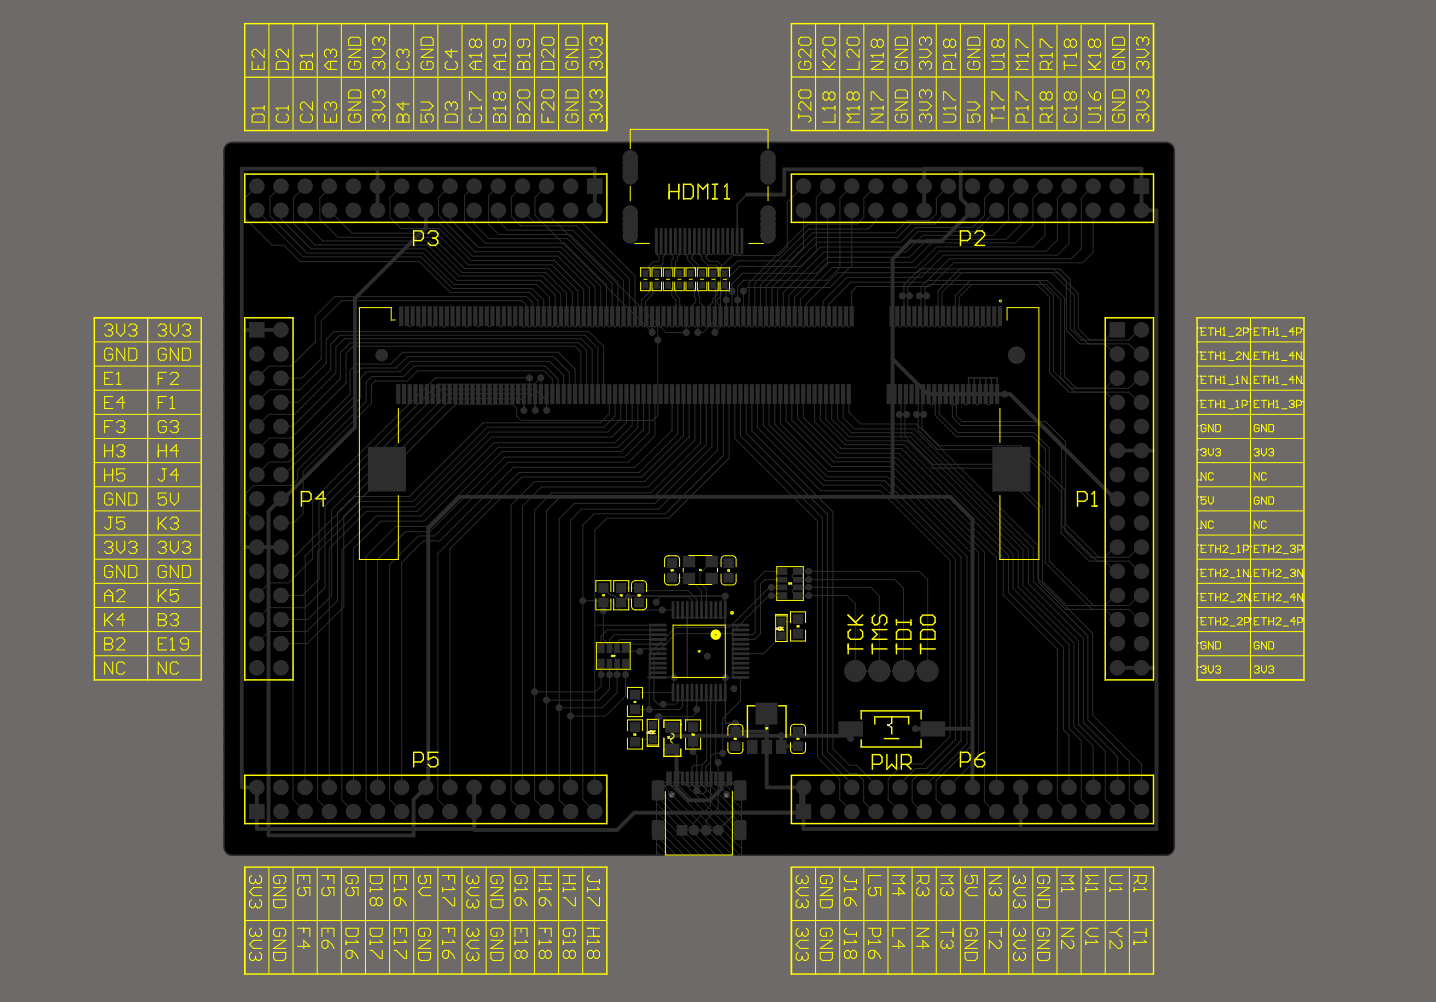 E2 D2 B1 A3 GND 3V3 C3 GND C4 A18 A19 B19 D20 GND 3V3
D1 C1 C2 E3 GND 3V3 B4 5V D3 C17 B18 B20 F20 GND 3V3
G20 K20 L20 N18 GND 3V3 P18 GND U18 M17 R17 T18 K18 GND 3V3
J20 L18 M18 N17 GND 3V3 U17 5V T17 P17 R18 C18 U16 GND 3V3
HDMI1
P3
P2
3V3 3V3
GND GND
E1 F2
E4 F1
F3 G3
H3 H4
H5 J4
GND 5V
J5 K3
3V3 3V3
GND GND
A2 K5
K4 B3
B2 E19
NC NC
P4
P1
ETH1_2P ETH1_4P
ETH1_2N ETH1_4N
ETH1_1N ETH1_4N
ETH1_1P ETH1_3P
GND GND
3V3 3V3
NC NC
5V GND
NC NC
ETH2_1P ETH2_3P
ETH2_1N ETH2_3N
ETH2_2N ETH2_4N
ETH2_2P ETH2_4P
GND GND
3V3 3V3
TCK
TMS
TDI
TDO
PWR
P5
P6
3V3 GND E5 F5 G5 D18 E16 5V F17 3V3 GND G16 H16 H17 J17
3V3 GND F4 E6 D16 D17 E17 GND F16 3V3 GND E18 F18 G18 H18
3V3 GND J16 L5 M4 R3 M3 5V N3 3V3 GND M1 W1 U1 R1
3V3 GND J18 P16 L4 N4 T3 GND T2 3V3 GND N2 V1 Y2 T1